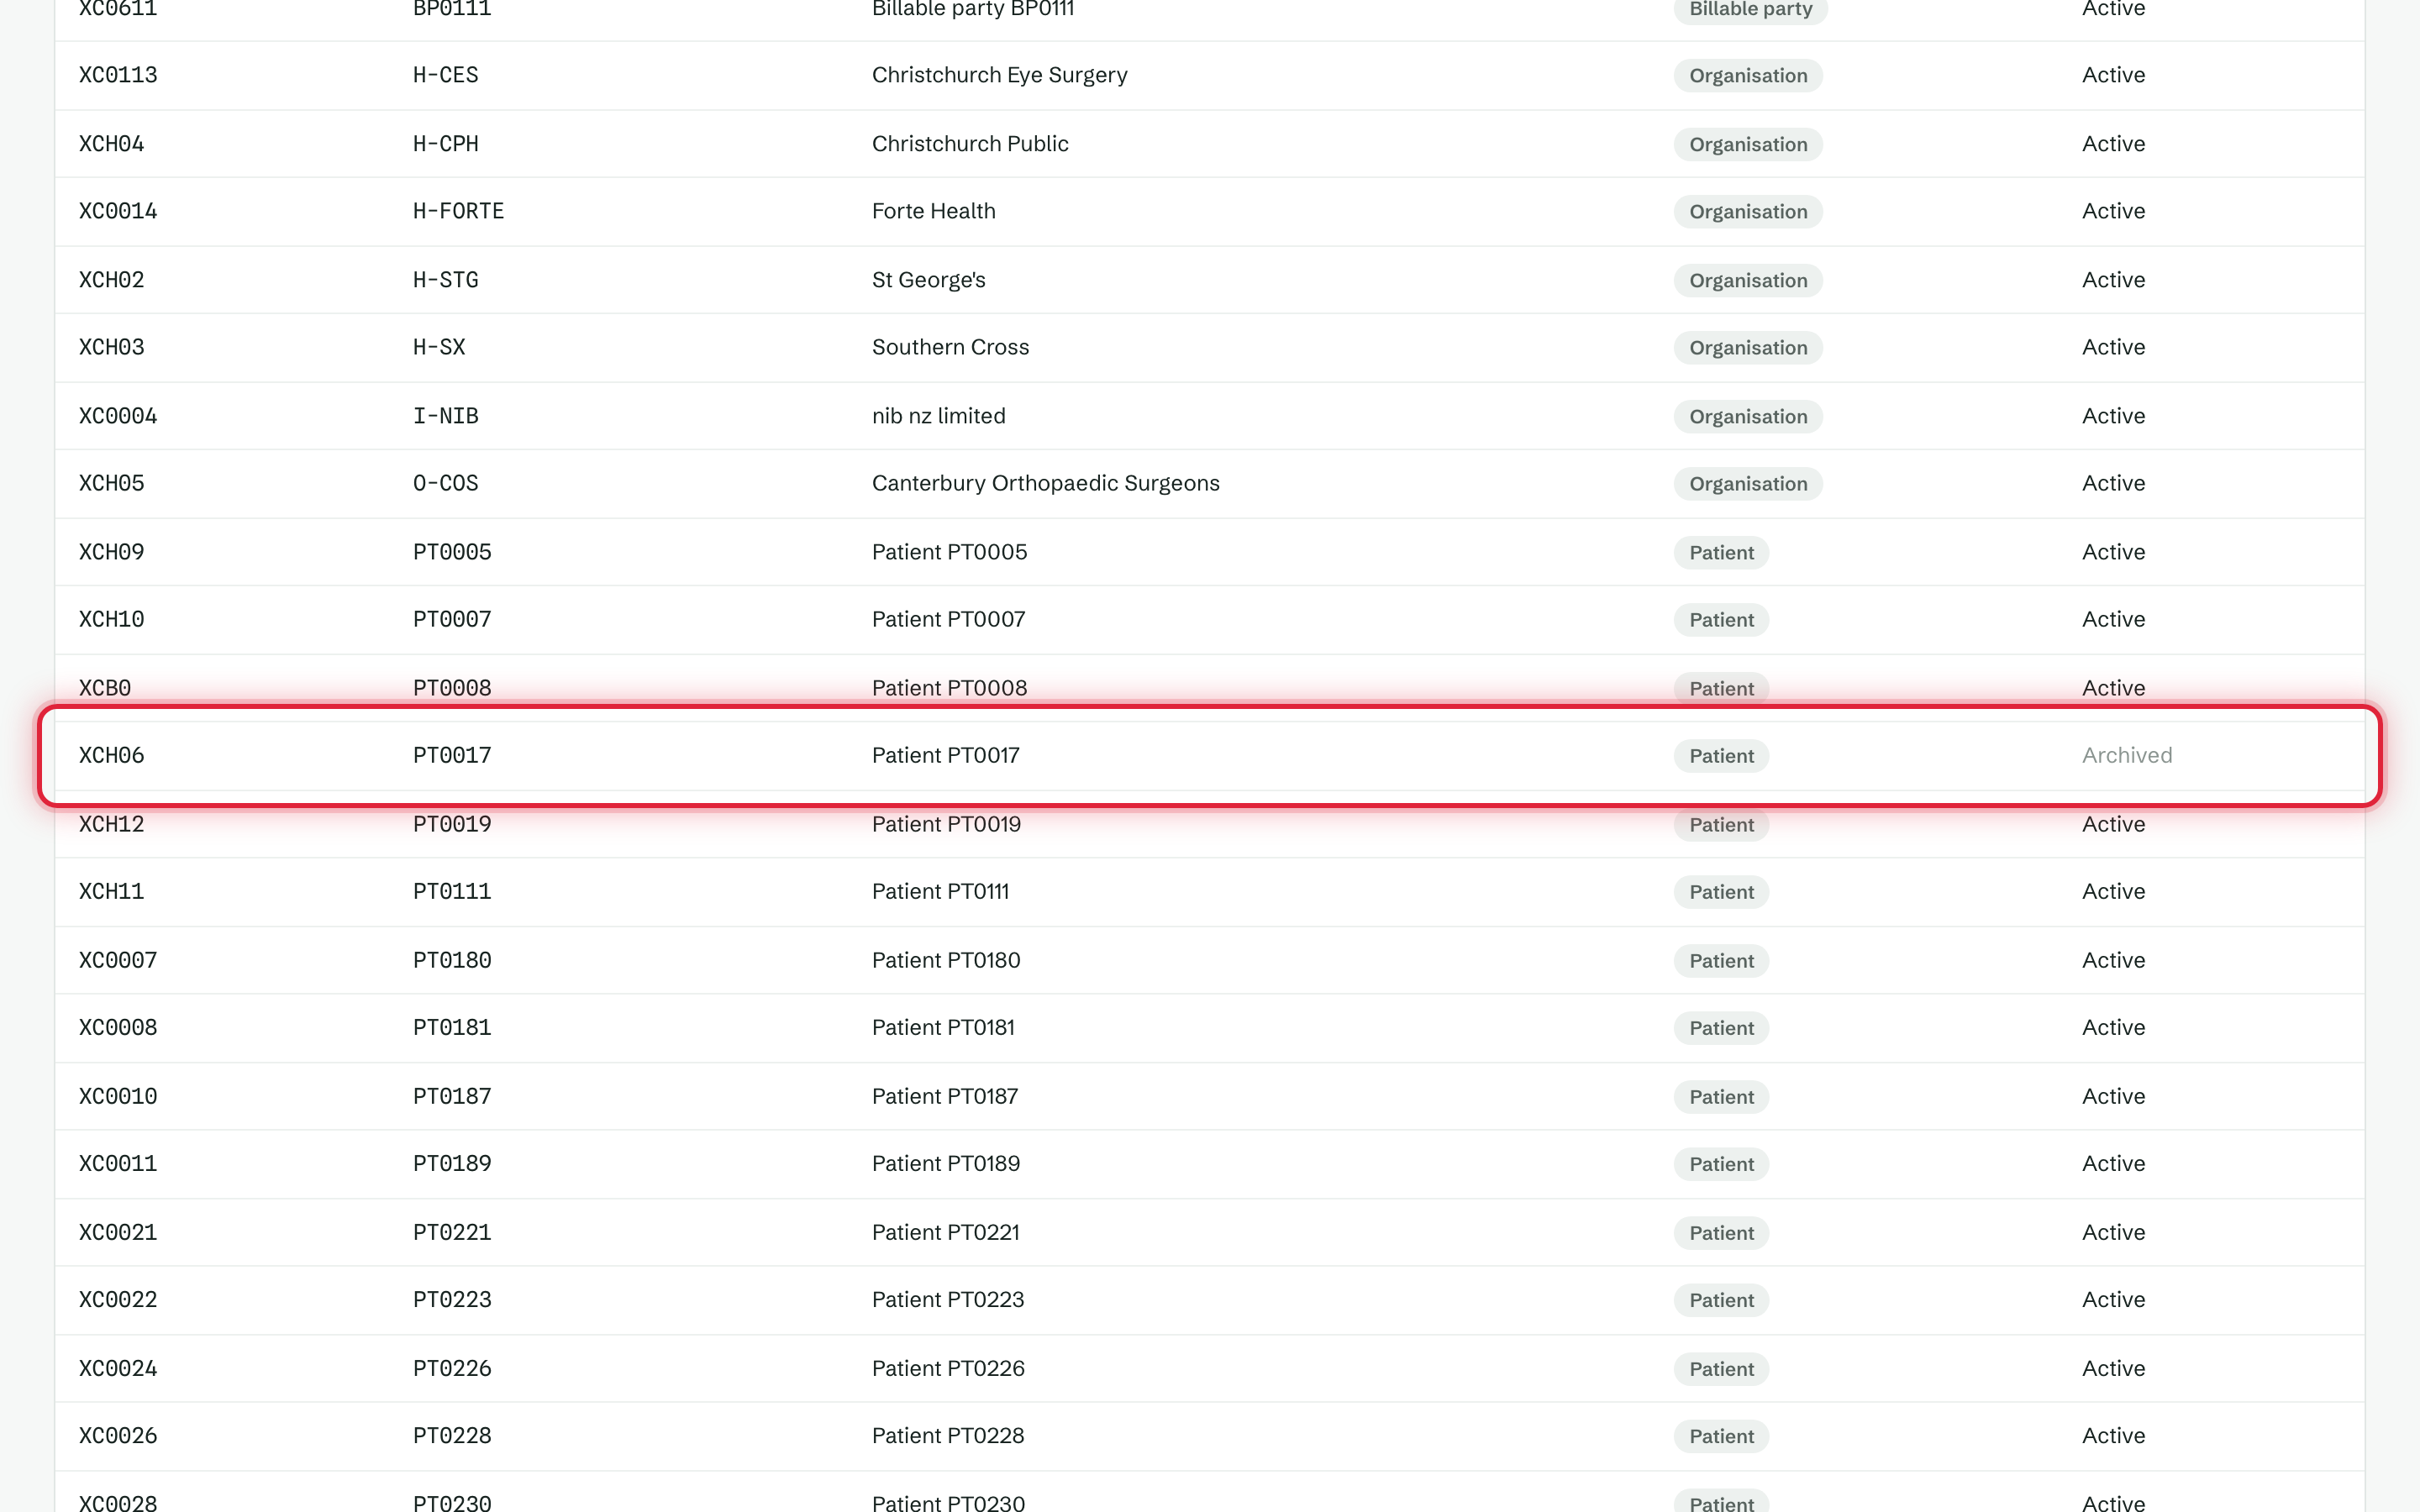 XC0611 BP0111 Billable party BP0111 Billable party Active
XC0113 H-CES Christchurch Eye Surgery Organisation Active
XCH04 H-CPH Christchurch Public Organisation Active
XC0014 H-FORTE Forte Health Organisation Active
XCH02 H-STG St George's Organisation Active
XCH03 H-SX Southern Cross Organisation Active
XC0004 I-NIB nib nz limited Organisation Active
XCH05 O-COS Canterbury Orthopaedic Surgeons Organisation Active
XCH09 PT0005 Patient PT0005 Patient Active
XCH10 PT0007 Patient PT0007 Patient Active
XCB0 PT0008 Patient PT0008 Patient Active
XCH06 PT0017 Patient PT0017 Patient Archived
XCH12 PT0019 Patient PT0019 Patient Active
XCH11 PT0111 Patient PT0111 Patient Active
XC0007 PT0180 Patient PT0180 Patient Active
XC0008 PT0181 Patient PT0181 Patient Active
XC0010 PT0187 Patient PT0187 Patient Active
XC0011 PT0189 Patient PT0189 Patient Active
XC0021 PT0221 Patient PT0221 Patient Active
XC0022 PT0223 Patient PT0223 Patient Active
XC0024 PT0226 Patient PT0226 Patient Active
XC0026 PT0228 Patient PT0228 Patient Active
XC0028 PT0230 Patient PT0230 Patient Active